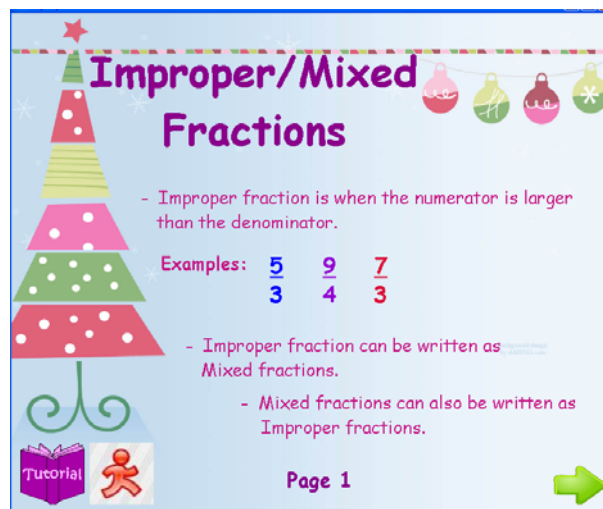 Improper/Mixed
Fractions
- Improper fraction is when the numerator is larger
than the denominator.
Examples: 5/3 9/4 7/3
- Improper fraction can be written as
Mixed fractions.
- Mixed fractions can also be written as
Improper fractions.
Tutorial
Page 1